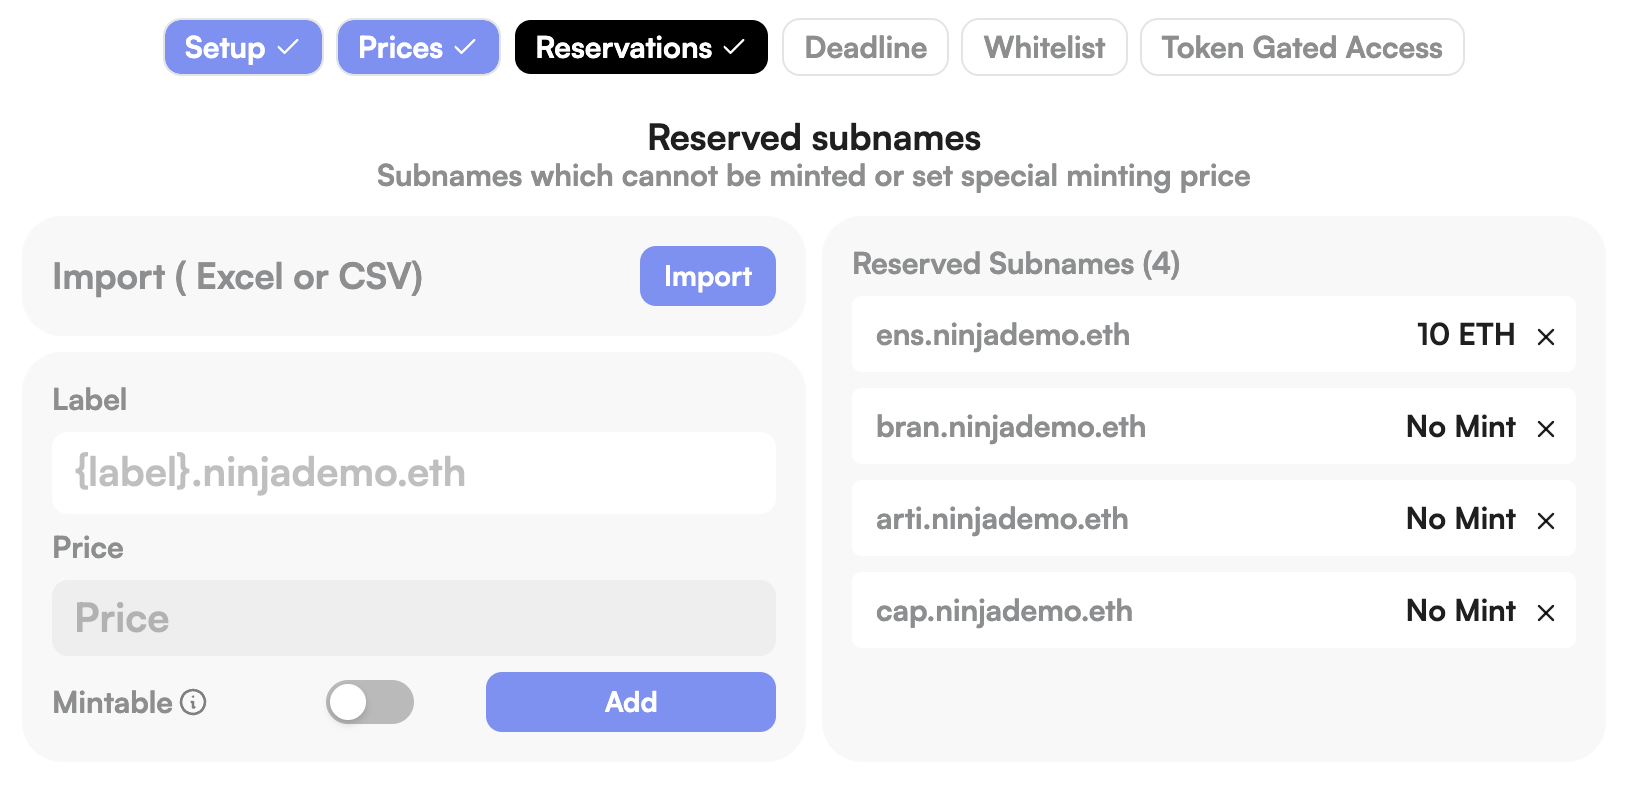 Setup ✓ Prices ✓ Reservations ✓ Deadline Whitelist Token Gated Access
Reserved subnames
Subnames which cannot be minted or set special minting price
Import ( Excel or CSV) Import
Label
{label}.ninjademo.eth
Price
Price
Mintable Add
Reserved Subnames (4)
ens.ninjademo.eth 10 ETH ×
bran.ninjademo.eth No Mint ×
arti.ninjademo.eth No Mint ×
cap.ninjademo.eth No Mint ×